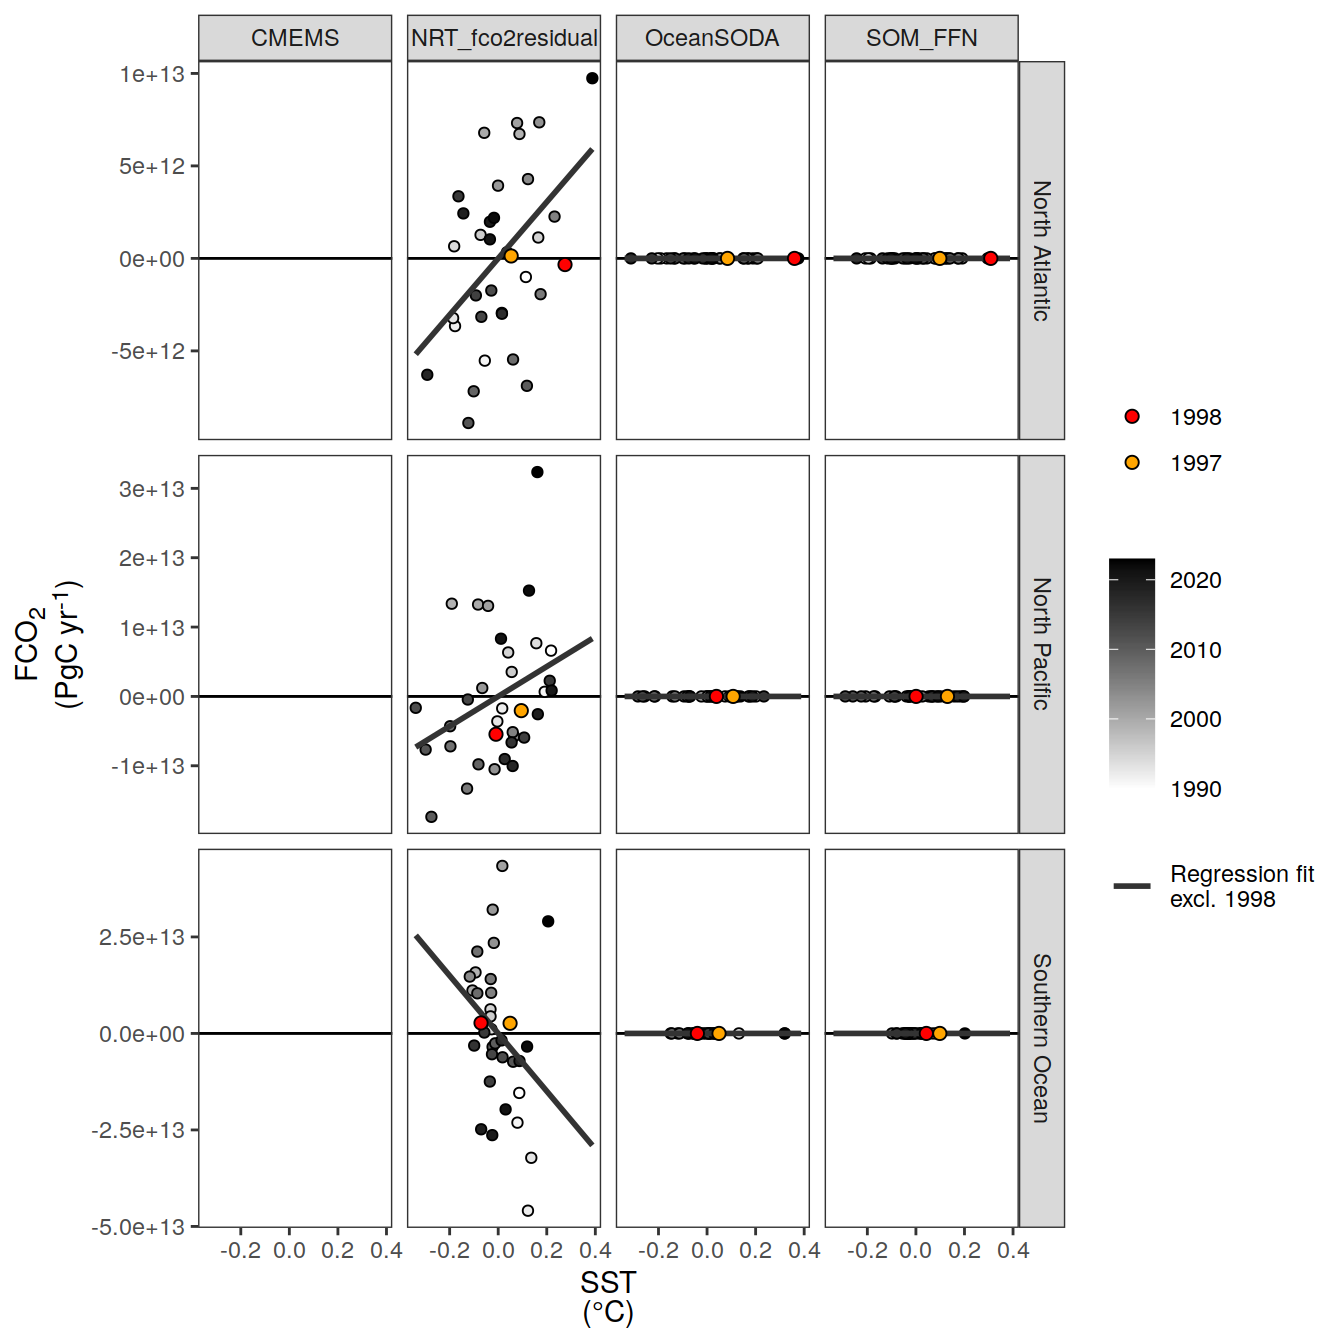 CMEMS NRT_fco2residual OceanSODA SOM_FFN
1e+13
5e+12
0e+00
-5e+12
North Atlantic
3e+13
2e+13
1e+13
0e+00
-1e+13
North Pacific
2.5e+13
0.0e+00
-2.5e+13
-5.0e+13
Southern Ocean
-0.2 0.0 0.2 0.4 -0.2 0.0 0.2 0.4 -0.2 0.0 0.2 0.4 -0.2 0.0 0.2 0.4
SST
(°C)
FCO2
(PgC yr-1)
1998
1997
2020
2010
2000
1990
Regression fit
excl. 1998